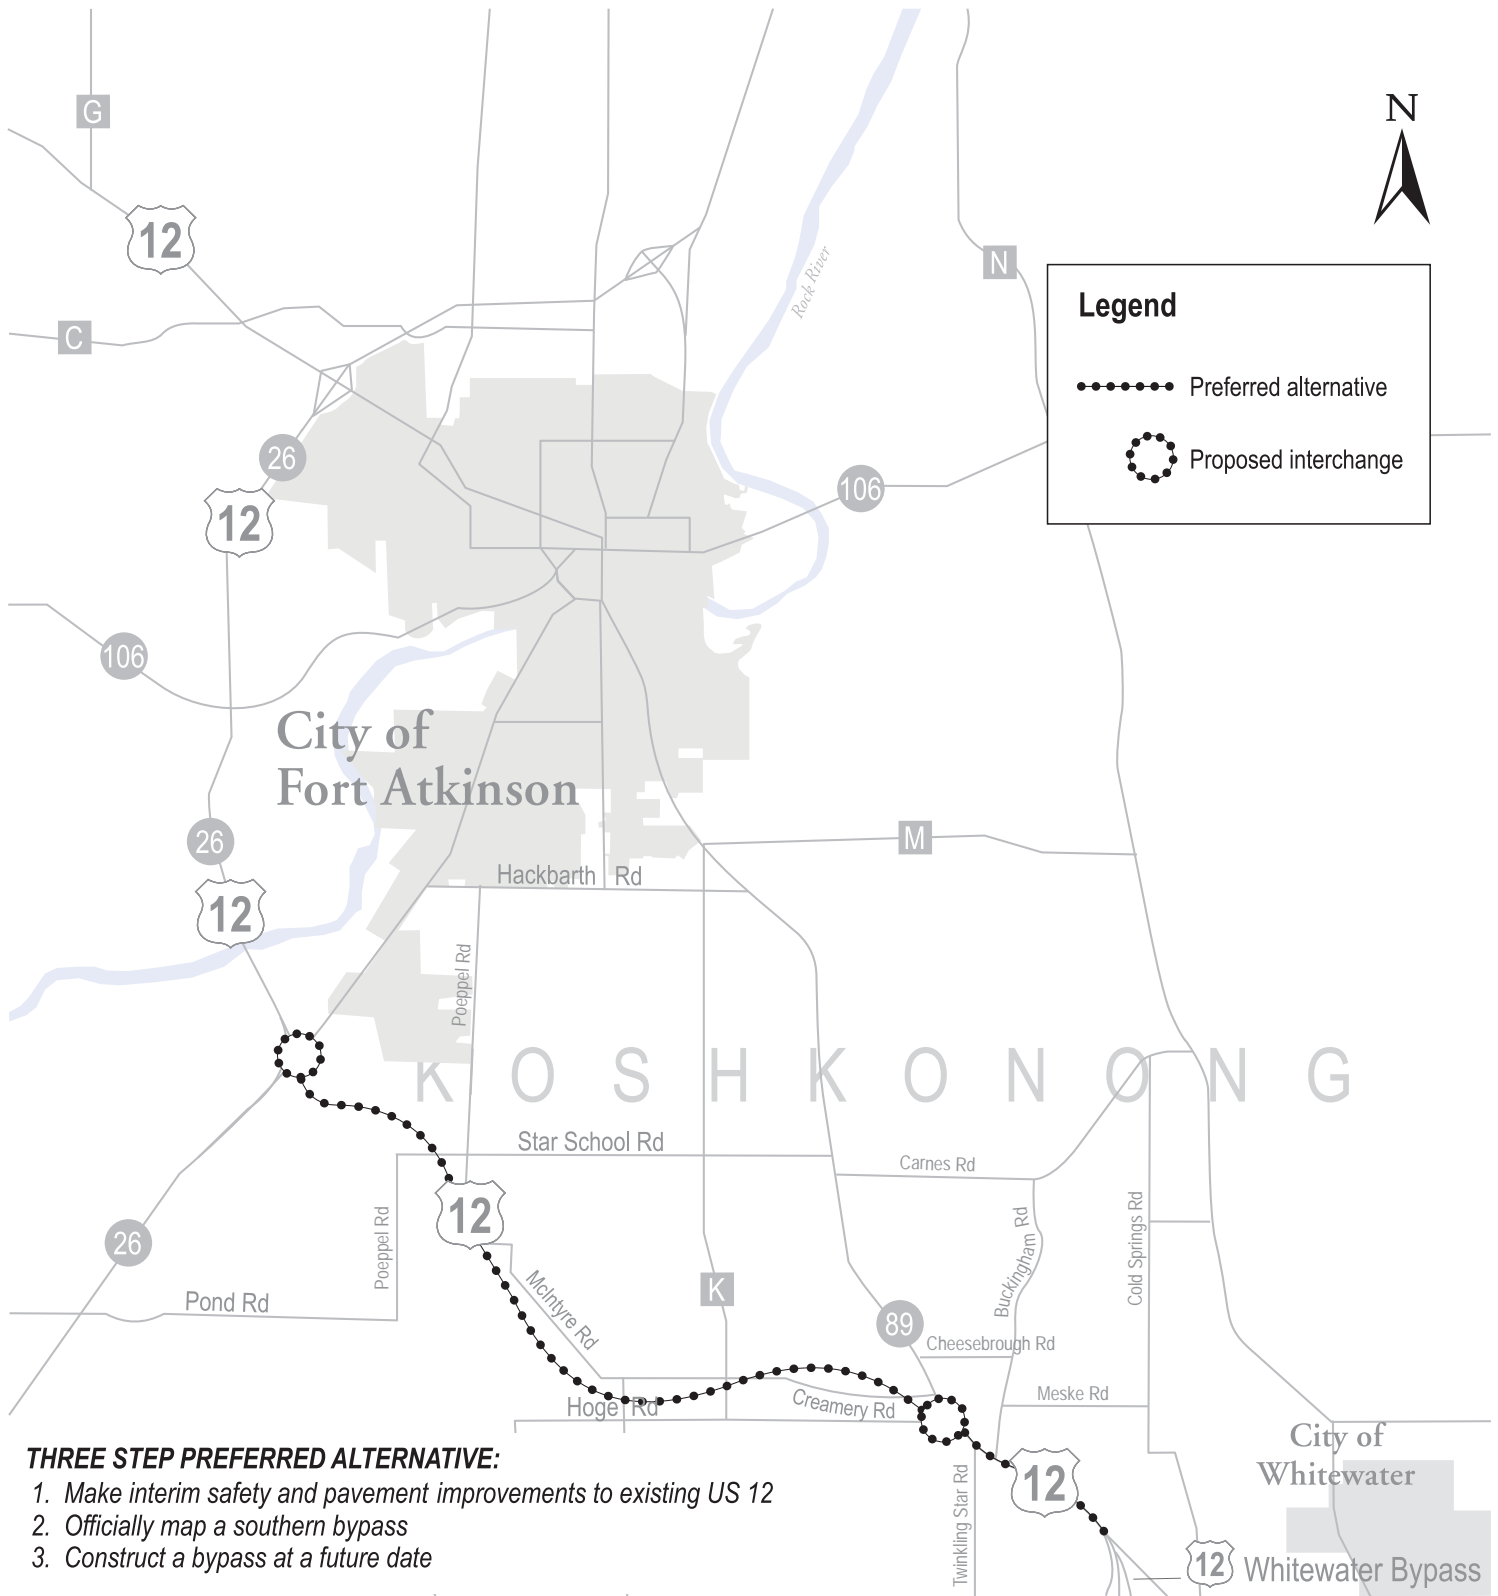 G
N
12
Rock River
N
C
Legend
Preferred alternative
26
Proposed interchange
106
12
106
City of
Fort Atkinson
26
M
Hackbarth Rd
12
Poeppel Rd
KOSHKONONG
Star School Rd
Carnes Rd
12
26
Poeppel Rd
Buckingham Rd
Cold Springs Rd
Pond Rd
McIntyre Rd
K
89
Cheesebrough Rd
Meske Rd
Hoge Rd
Creamery Rd
City of
Whitewater
THREE STEP PREFERRED ALTERNATIVE:
1. Make interim safety and pavement improvements to existing US 12
2. Officially map a southern bypass
3. Construct a bypass at a future date
Twinkling Star Rd
12
12 Whitewater Bypass